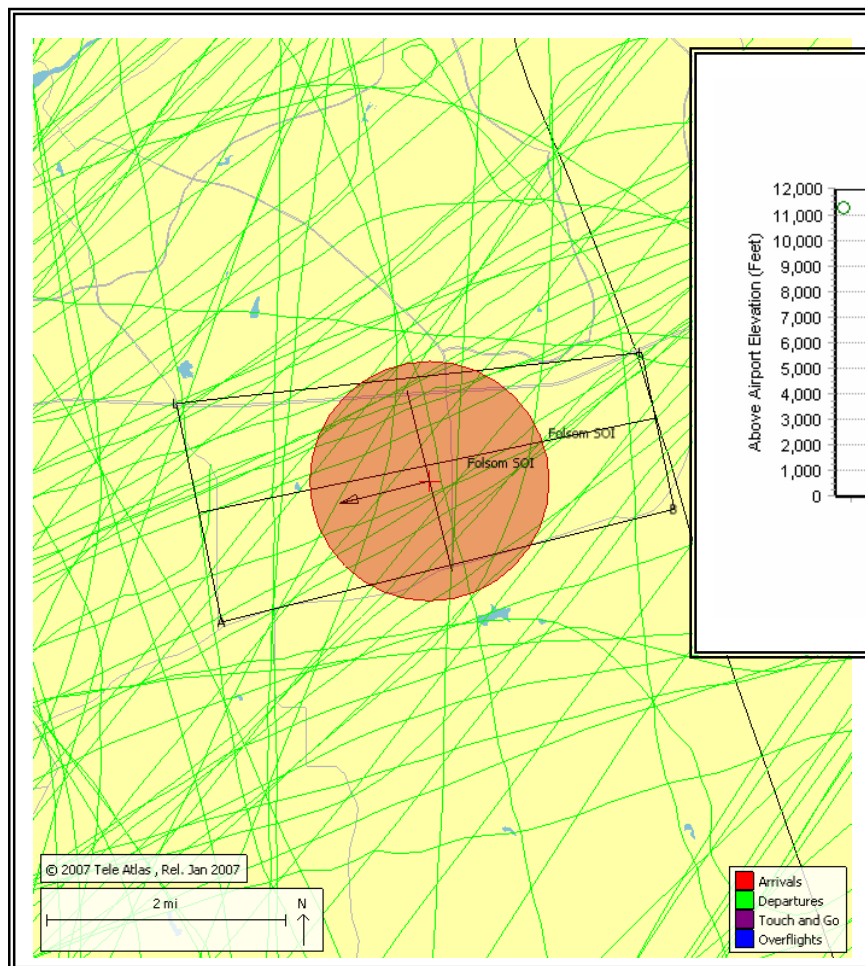 12,000
11,000
10,000
9,000
8,000
7,000
6,000
5,000
4,000
3,000
2,000
1,000
0
Above Airport Elevation (Feet)
L
Folsom SOI
Folsom SOI
B
A
© 2007 Tele Atlas , Rel. Jan 2007
2 mi
N
Arrivals
Departures
Touch and Go
Overflights